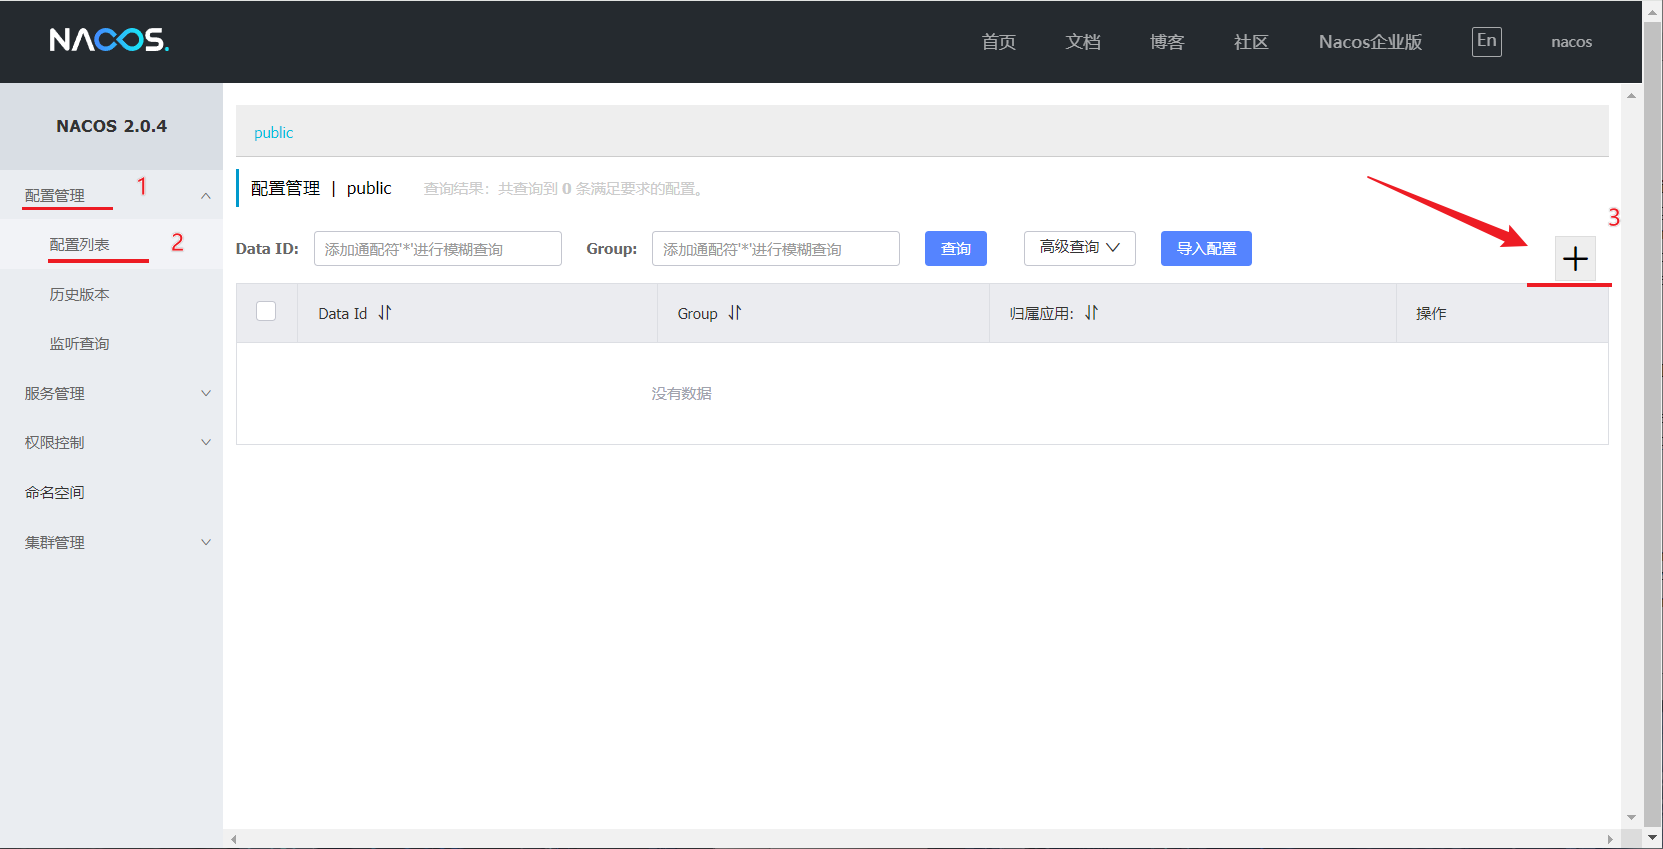 NACOS.
首页 文档 博客 社区 Nacos企业版 En nacos
NACOS 2.0.4
配置管理 1
配置列表 2
历史版本
监听查询
服务管理
权限控制
命名空间
集群管理
public
配置管理 | public 查询结果：共查询到 0 条满足要求的配置。
3
Data ID: 添加通配符'*'进行模糊查询 Group: 添加通配符'*'进行模糊查询 查询 高级查询 导入配置
Data Id Group 归属应用: 操作
没有数据